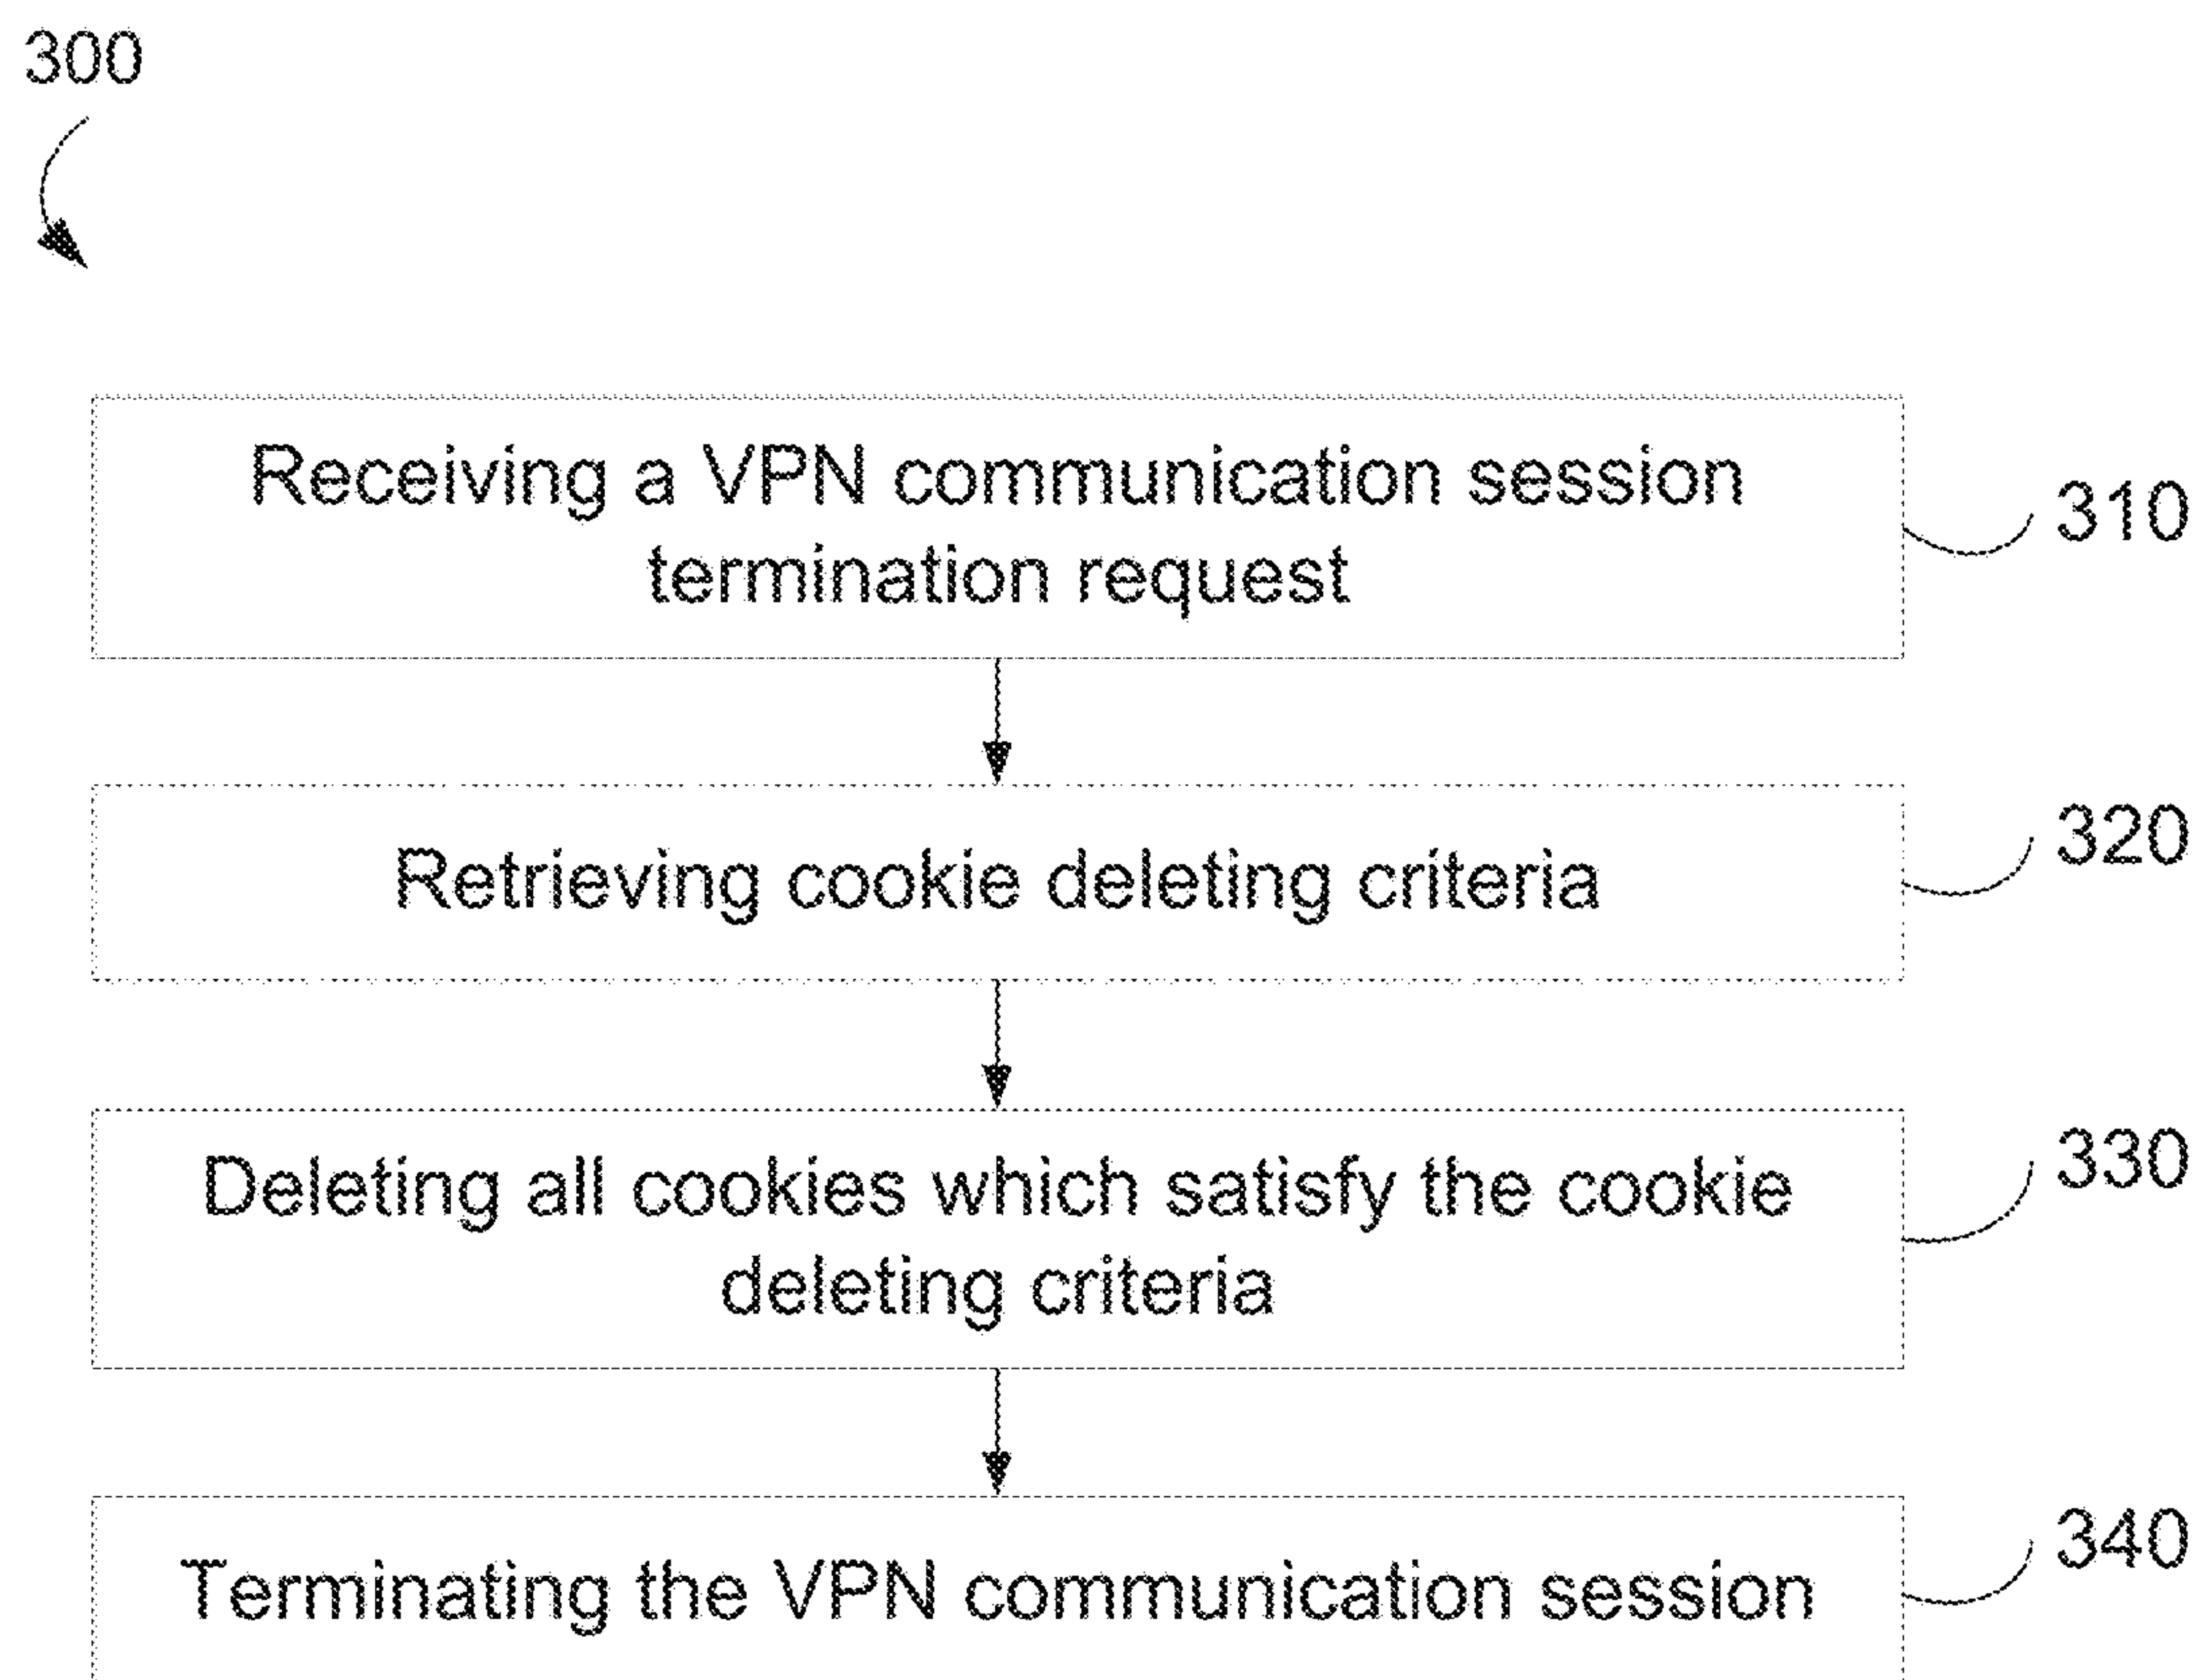 300
Receiving a VPN communication session
termination request
310
Retrieving cookie deleting criteria
320
Deleting all cookies which satisfy the cookie
deleting criteria
330
Terminating the VPN communication session
340